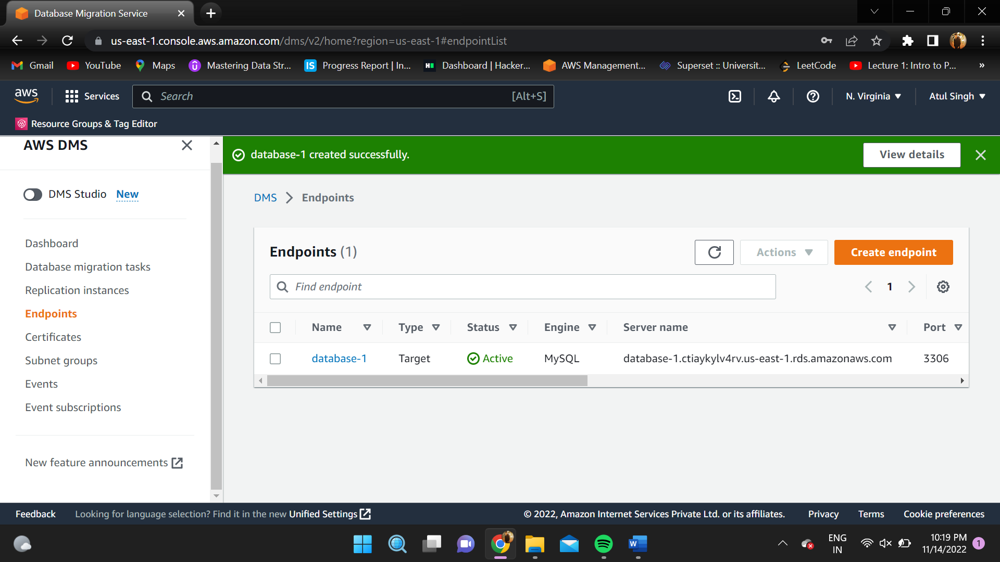 Database Migration Service
us-east-1.console.aws.amazon.com/dms/v2/home?region=us-east-1#endpointList
Gmail YouTube Maps Mastering Data Str... IS Progress Report | In... Dashboard | Hacker... AWS Management... Superset :: Universit... LeetCode Lecture 1: Intro to P... »
aws Services Search [Alt+S] N. Virginia Atul Singh
Resource Groups & Tag Editor
AWS DMS
database-1 created successfully. View details
DMS Studio New
DMS Endpoints
Dashboard
Database migration tasks
Replication instances
Endpoints
Certificates
Subnet groups
Events
Event subscriptions
New feature announcements
Endpoints (1) Actions Create endpoint
Find endpoint 1
Name Type Status Engine Server name Port
database-1 Target Active MySQL database-1.ctiaykylv4rv.us-east-1.rds.amazonaws.com 3306
Feedback Looking for language selection? Find it in the new Unified Settings © 2022, Amazon Internet Services Private Ltd. or its affiliates. Privacy Terms Cookie preferences
ENG 10:19 PM
IN 11/14/2022 1